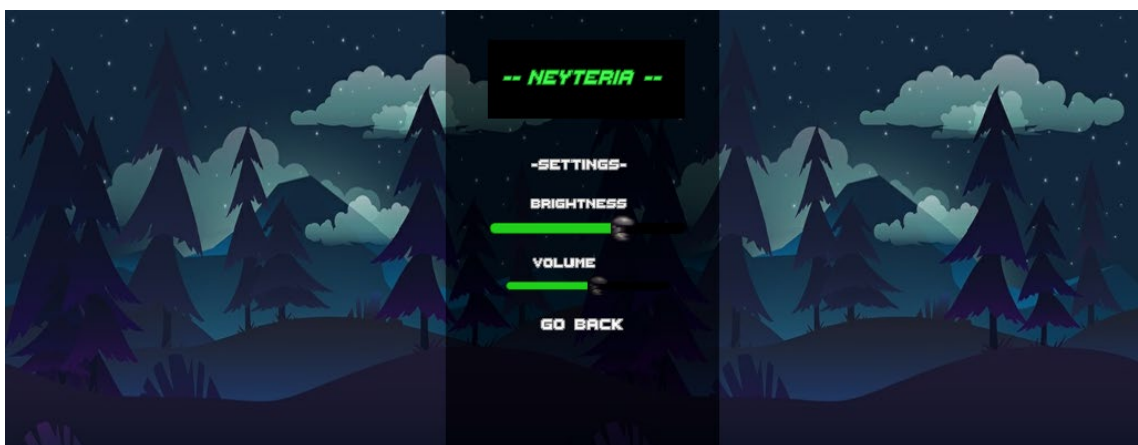 -- NEYTERIA --
-SETTINGS-
BRIGHTNESS
VOLUME
GO BACK